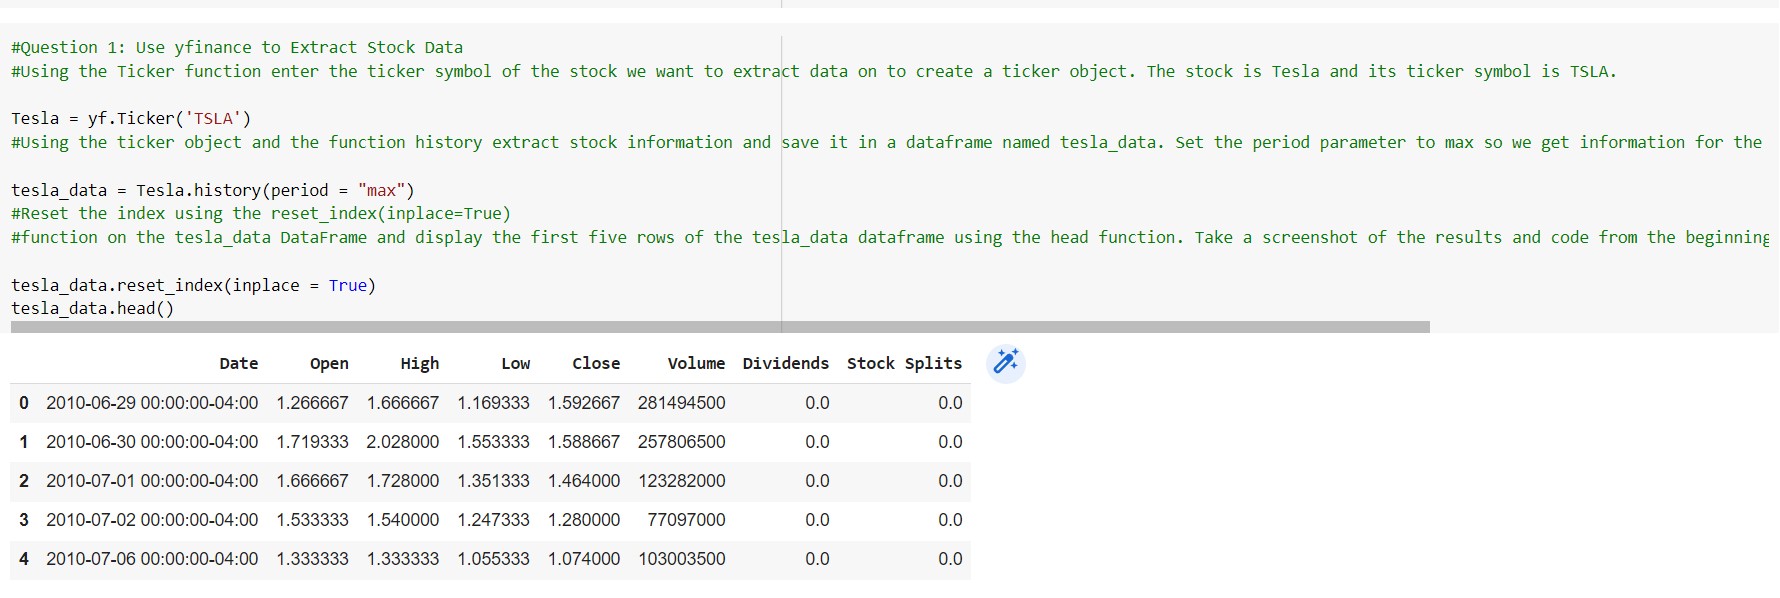 #Question 1: Use yfinance to Extract Stock Data
#Using the Ticker function enter the ticker symbol of the stock we want to extract data on to create a ticker object. The stock is Tesla and its ticker symbol is TSLA.
Tesla = yf.Ticker('TSLA')
#Using the ticker object and the function history extract stock information and save it in a dataframe named tesla_data. Set the period parameter to max so we get information for the
tesla_data = Tesla.history(period = "max")
#Reset the index using the reset_index(inplace=True)
#function on the tesla_data DataFrame and display the first five rows of the tesla_data dataframe using the head function. Take a screenshot of the results and code from the beginning
tesla_data.reset_index(inplace = True)
tesla_data.head()
Date Open High Low Close Volume Dividends Stock Splits
0 2010-06-29 00:00:00-04:00 1.266667 1.666667 1.169333 1.592667 281494500 0.0 0.0
1 2010-06-30 00:00:00-04:00 1.719333 2.028000 1.553333 1.588667 257806500 0.0 0.0
2 2010-07-01 00:00:00-04:00 1.666667 1.728000 1.351333 1.464000 123282000 0.0 0.0
3 2010-07-02 00:00:00-04:00 1.533333 1.540000 1.247333 1.280000 77097000 0.0 0.0
4 2010-07-06 00:00:00-04:00 1.333333 1.333333 1.055333 1.074000 103003500 0.0 0.0